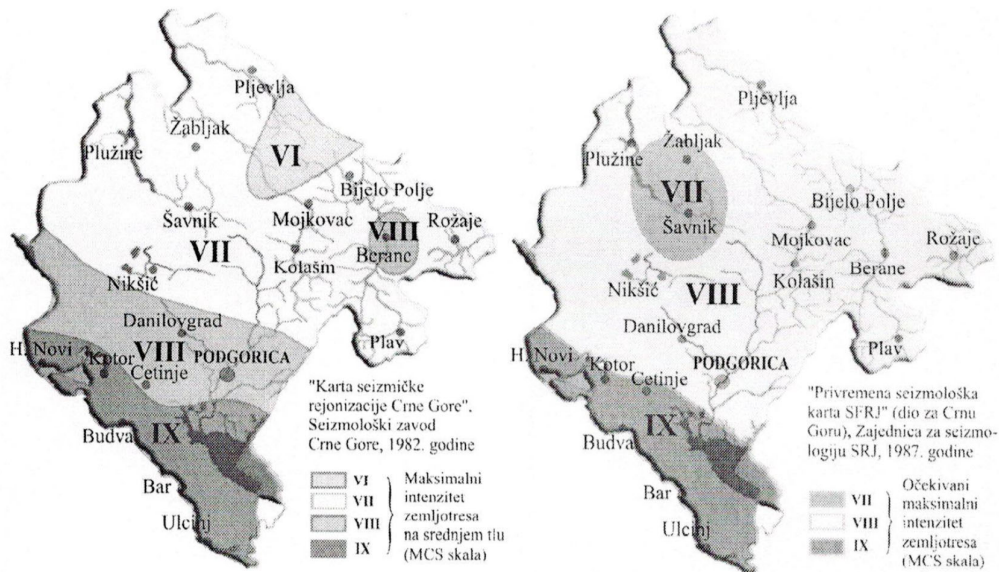 Pljevlja
Žabljak
Plužine
VI
Bijelo Polje
Šavnik
Mojkovac
VIII
Rožaje
Berane
VII
Kolašin
Nikšić
Danilovgrad
Plav
H. Novi
Kotor
VIII
PODGORICA
Cetinje
IX
Budva
Bar
Ulcinj
"Karta seizmičke
rejonizacije Crne Gore".
Seizmološki zavod
Crne Gore, 1982. godine
VI
VII
VIII
IX
Maksimalni
intenzitet
zemljotresa
na srednjem tlu
(MCS skala)
Pljevlja
Žabljak
Plužine
VII
Bijelo Polje
Šavnik
Mojkovac
Rožaje
Berane
Kolašin
Nikšić
VIII
Danilovgrad
Plav
H. Novi
Kotor
PODGORICA
Cetinje
IX
Budva
Bar
Ulcinj
"Privremena seizmološka
karta SFRJ" (dio za Crnu
Goru), Zajednica za seizmo-
logiju SRJ, 1987. godine
VII
VIII
IX
Očekivani
maksimalni
intenzitet
zemljotresa
(MCS skala)